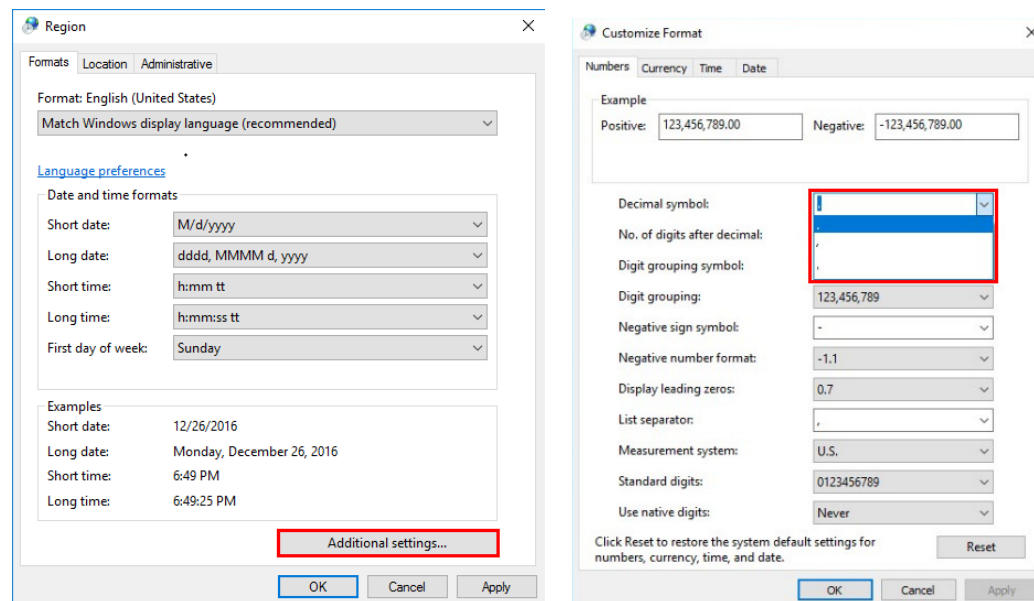 Region
Formats Location Administrative
Format: English (United States)
Match Windows display language (recommended)
Language preferences
Date and time formats
Short date: M/d/yyyy
Long date: dddd, MMMM d, yyyy
Short time: h:mm tt
Long time: h:mm:ss tt
First day of week: Sunday
Examples
Short date: 12/26/2016
Long date: Monday, December 26, 2016
Short time: 6:49 PM
Long time: 6:49:25 PM
Additional settings...
OK Cancel Apply
Customize Format
Numbers Currency Time Date
Example
Positive: 123,456,789.00 Negative: -123,456,789.00
Decimal symbol:
No. of digits after decimal:
Digit grouping symbol:
Digit grouping: 123,456,789
Negative sign symbol: -
Negative number format: -1.1
Display leading zeros: 0.7
List separator: ,
Measurement system: U.S.
Standard digits: 0123456789
Use native digits: Never
Click Reset to restore the system default settings for
numbers, currency, time, and date.
Reset
OK Cancel Apply